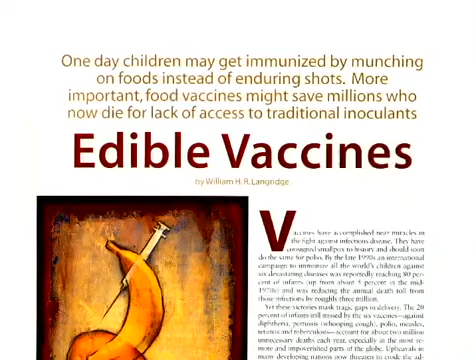 One day children may get immunized by munching
on foods instead of enduring shots. More
important, food vaccines might save millions who
now die for lack of access to traditional inoculants
Edible Vaccines
by William H. R. Langridge
Vaccines have accomplished near miracles in
the fight against infectious disease. They have
consigned smallpox to history and should soon
do the same for polio. By the late 1990s an international
campaign to immunize all the world's children against
six devastating diseases was reportedly reaching 80 per-
cent of infants (up from about 5 percent in the mid-
1970s) and was reducing the annual death toll from
those infections by roughly three million.
Yet these victories mask tragic gaps in delivery. The 20
percent of infants still missed by the six vaccines—against
diphtheria, pertussis (whooping cough), polio, measles,
tetanus and tuberculosis—account for about two million
unnecessary deaths each year, especially in the most re-
mote and impoverished parts of the globe. Upheavals in
many developing nations now threaten to erode the ad-